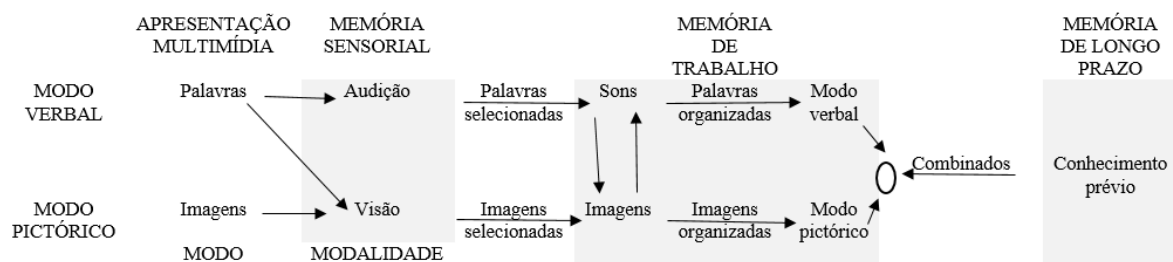 APRESENTAÇÃO
MULTIMÍDIA
MEMÓRIA
SENSORIAL
MEMÓRIA
DE
TRABALHO
MEMÓRIA
DE LONGO
PRAZO
MODO
VERBAL
Palavras
Audição
Palavras
selecionadas
Sons
Palavras
organizadas
Modo
verbal
Combinados
Conhecimento
prévio
MODO
PICTÓRICO
Imagens
Visão
Imagens
selecionadas
Imagens
Imagens
organizadas
Modo
pictórico
MODO
MODALIDADE